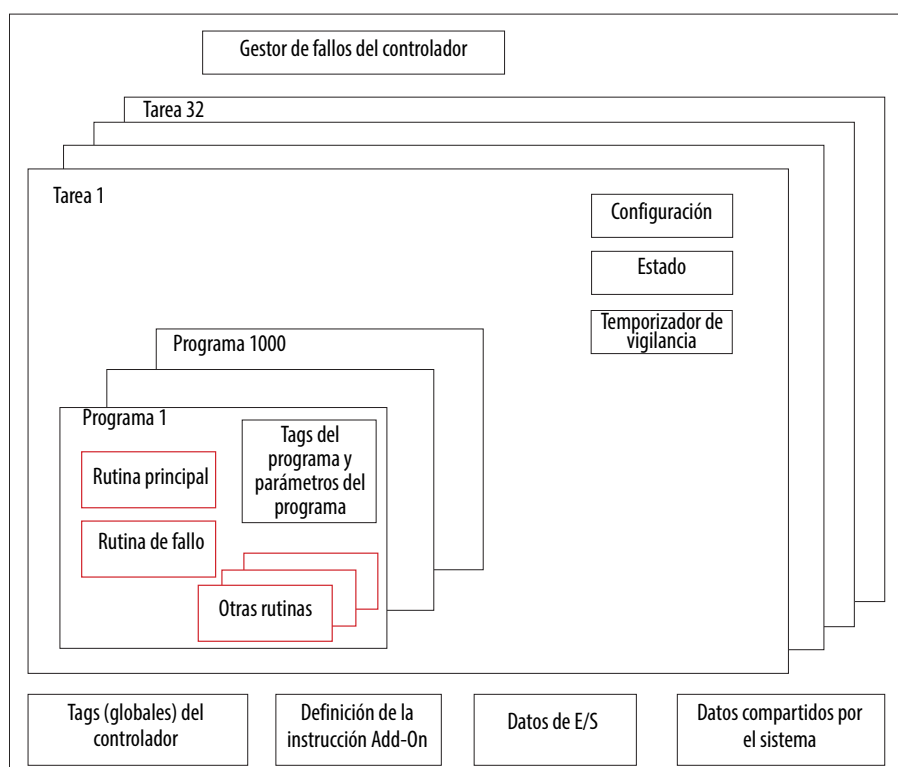 Gestor de fallos del controlador
Tarea 32
Tarea 1
Configuración
Estado
Temporizador de
vigilancia
Programa 1000
Programa 1
Tags del
programa y
parámetros del
programa
Rutina principal
Rutina de fallo
Otras rutinas
Tags (globales) del
controlador
Definición de la
instrucción Add-On
Datos de E/S
Datos compartidos por
el sistema